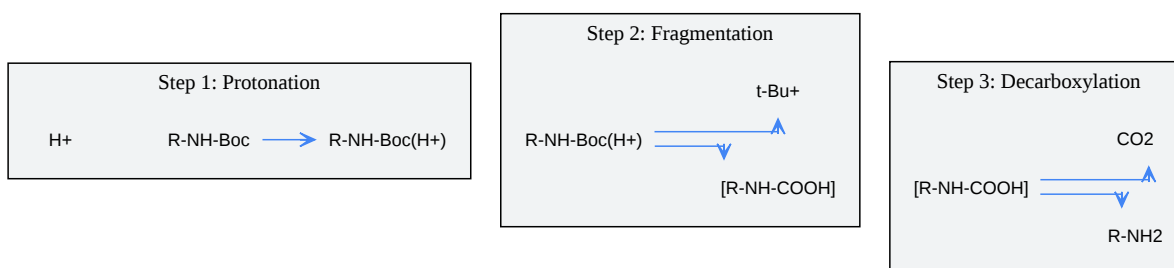 Step 1: Protonation
H+
R-NH-Boc
R-NH-Boc(H+)
Step 2: Fragmentation
t-Bu+
R-NH-Boc(H+)
[R-NH-COOH]
Step 3: Decarboxylation
CO2
[R-NH-COOH]
R-NH2